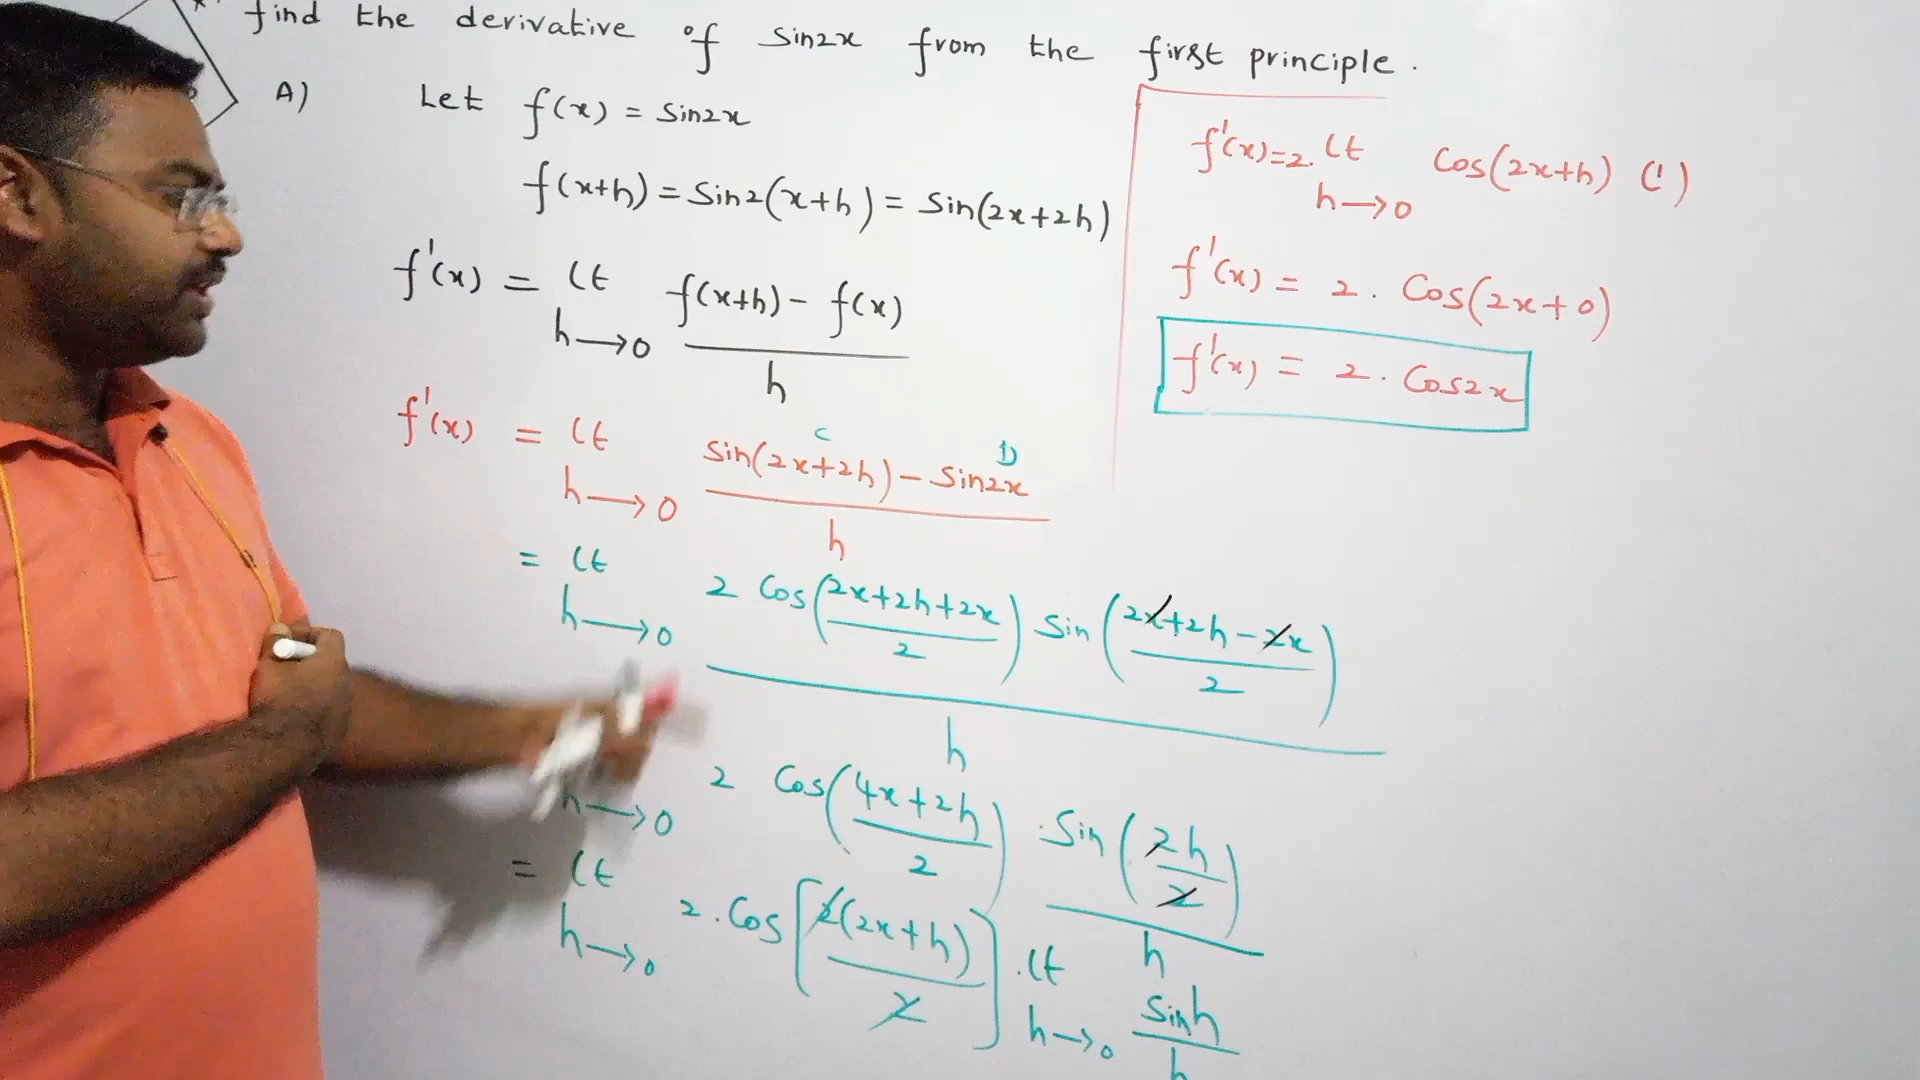 find the derivative of Sin2x from the first principle.
A) Let f(x) = Sin2x
f(x+h) = Sin2(x+h) = Sin(2x+2h)
f'(x) = Lt h→0 f(x+h) - f(x) / h
f'(x) = Lt h→0 Sin(2x+2h) - Sin2x / h
C D
= Lt h→0 2 Cos(2x+2h+2x / 2) Sin(2x+2h-2x / 2) / h
h→0 2 Cos(4x+2h / 2) . Sin(2h / 2) / h
= Lt h→0 2. Cos[2(2x+h) / 2] . Lt h→0 Sinh / h
f'(x) = 2. Lt h→0 Cos(2x+h) (1)
f'(x) = 2. Cos(2x+0)
f'(x) = 2. Cos2x